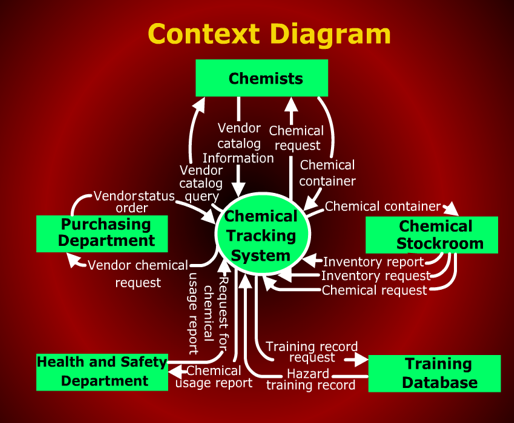 Context Diagram
Chemists
Vendor
catalog
Information
Chemical
request
Vendor
catalog
query
Chemical
container
Vendor status
order
Chemical container
Purchasing
Department
Chemical
Tracking
System
Chemical
Stockroom
Vendor chemical
request
Inventory report
Inventory request
Chemical request
Request for
chemical
usage report
Training record
request
Health and Safety
Department
Chemical
usage report
Hazard
training record
Training
Database